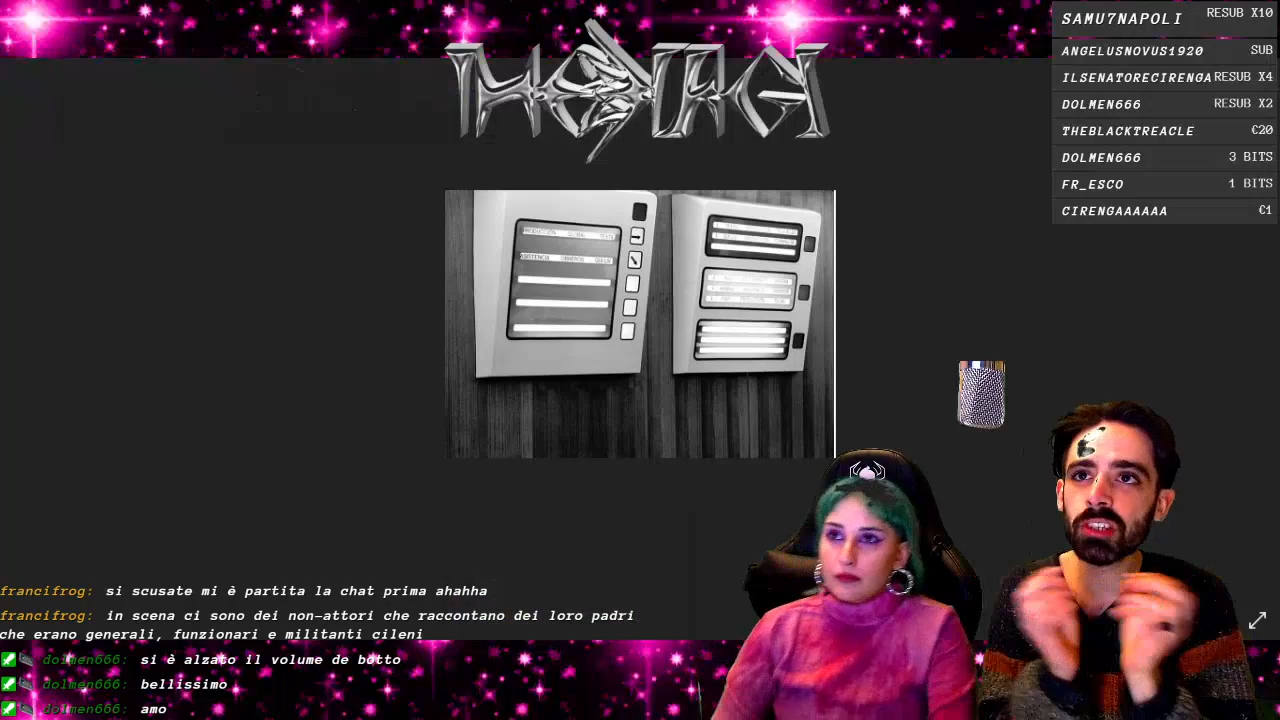 SAMU7NAPOLI RESUB X10
ANGELUSNOVUS1920 SUB
ILSENATORECIRENGA RESUB X4
DOLMEN666 RESUB X2
THEBLACKTREACLE €20
DOLMEN666 3 BITS
FR_ESCO 1 BITS
CIRENGAAAAAA €1
francifrog: si scusate mi è partita la chat prima ahahha
francifrog: in scena ci sono dei non-attori che raccontano dei loro padri
che erano generali, funzionari e militanti cileni
dolmen666: si è alzato il volume de botto
dolmen666: bellissimo
dolmen666: amo